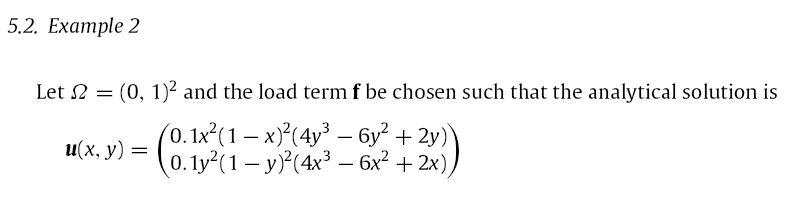 5.2. Example 2
Let Ω = (0, 1)² and the load term f be chosen such that the analytical solution is
u(x, y) = (0.1x²(1 − x)²(4y³ − 6y² + 2y)
0.1y²(1 − y)²(4x³ − 6x² + 2x))